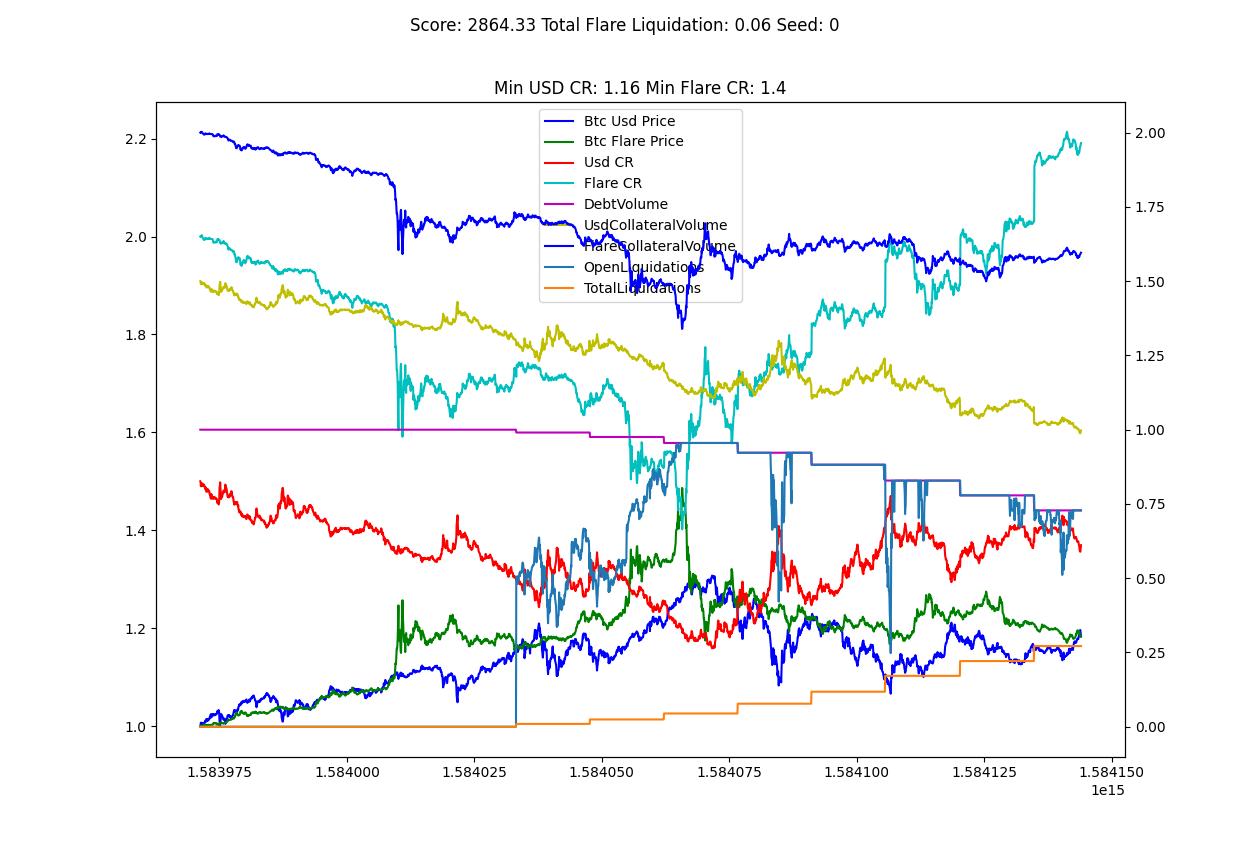 Score: 2864.33 Total Flare Liquidation: 0.06 Seed: 0
Min USD CR: 1.16 Min Flare CR: 1.4
Btc Usd Price
Btc Flare Price
Usd CR
Flare CR
DebtVolume
UsdCollateralVolume
FlareCollateralVolume
OpenLiquidations
TotalLiquidations
2.2
2.0
1.8
1.6
1.4
1.2
1.0
2.00
1.75
1.50
1.25
1.00
0.75
0.50
0.25
0.00
1.583975 1.584000 1.584025 1.584050 1.584075 1.584100 1.584125 1.584150
1e15